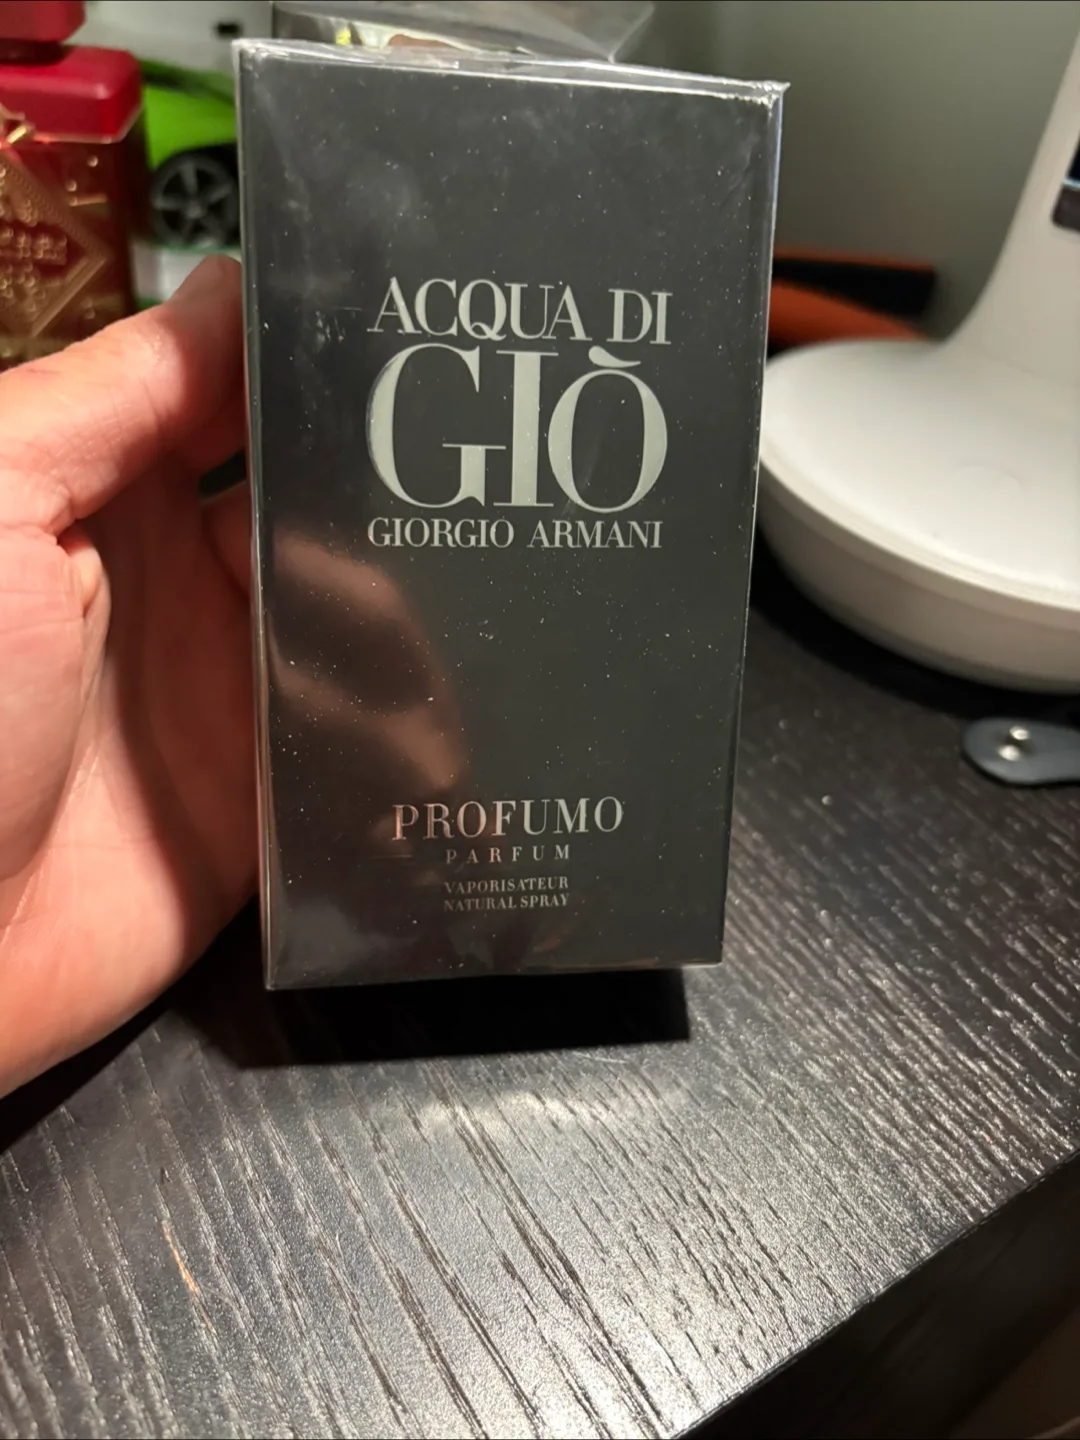 ACQUA DI
GIÒ
GIORGIO ARMANI
PROFUMO
PARFUM
VAPORISATEUR
NATURAL SPRAY